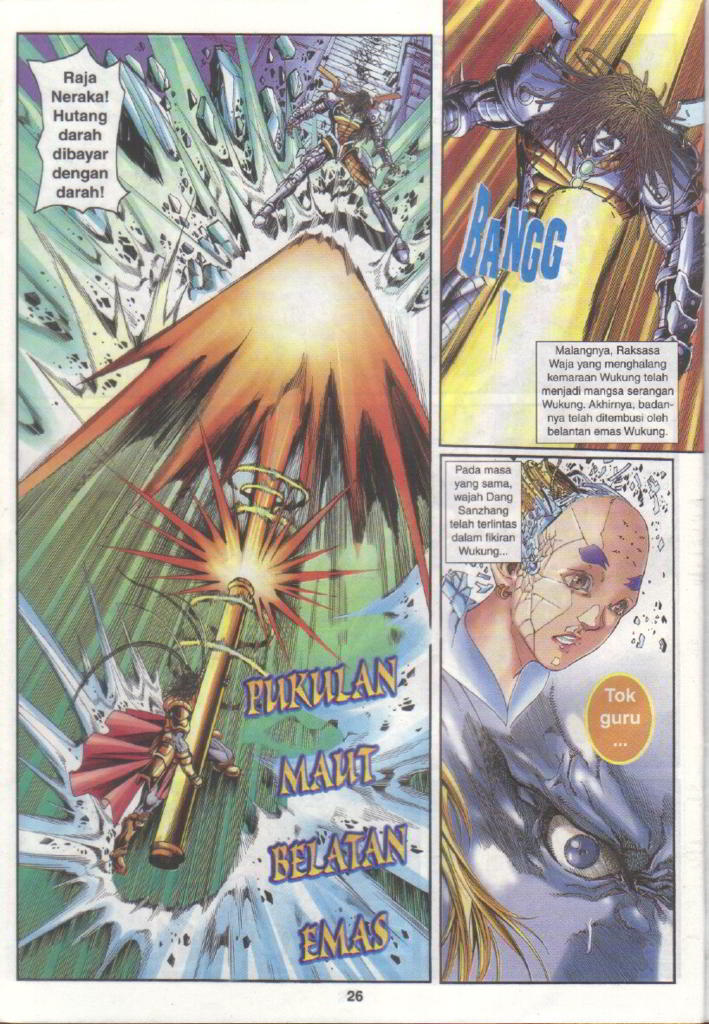 Raja
Neraka!
Hutang
darah
dibayar
dengan
darah!
PUKULAN
MAUT
BELATAN
EMAS
BANGG
!
Malangnya, Raksasa
Waja yang menghalang
kemaraan Wukung telah
menjadi mangsa serangan
Wukung. Akhirnya, badan-
nya telah ditembusi oleh
belantan emas Wukung.
Pada masa
yang sama,
wajah Dang
Sanzhang
telah terlintas
dalam fikiran
Wukung...
Tok
guru
...
26